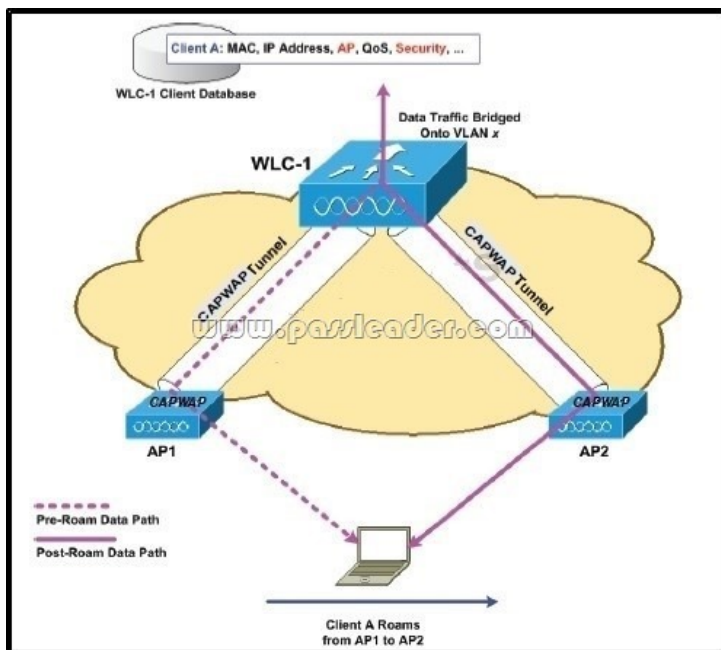 Client A: MAC, IP Address, AP, QoS, Security, ...
WLC-1 Client Database
Data Traffic Bridged
Onto VLAN x
WLC-1
CAPWAP Tunnel
CAPWAP Tunnel
www.passleader.com
CAPWAP
CAPWAP
AP1
AP2
Pre-Roam Data Path
Post-Roam Data Path
Client A Roams
from AP1 to AP2